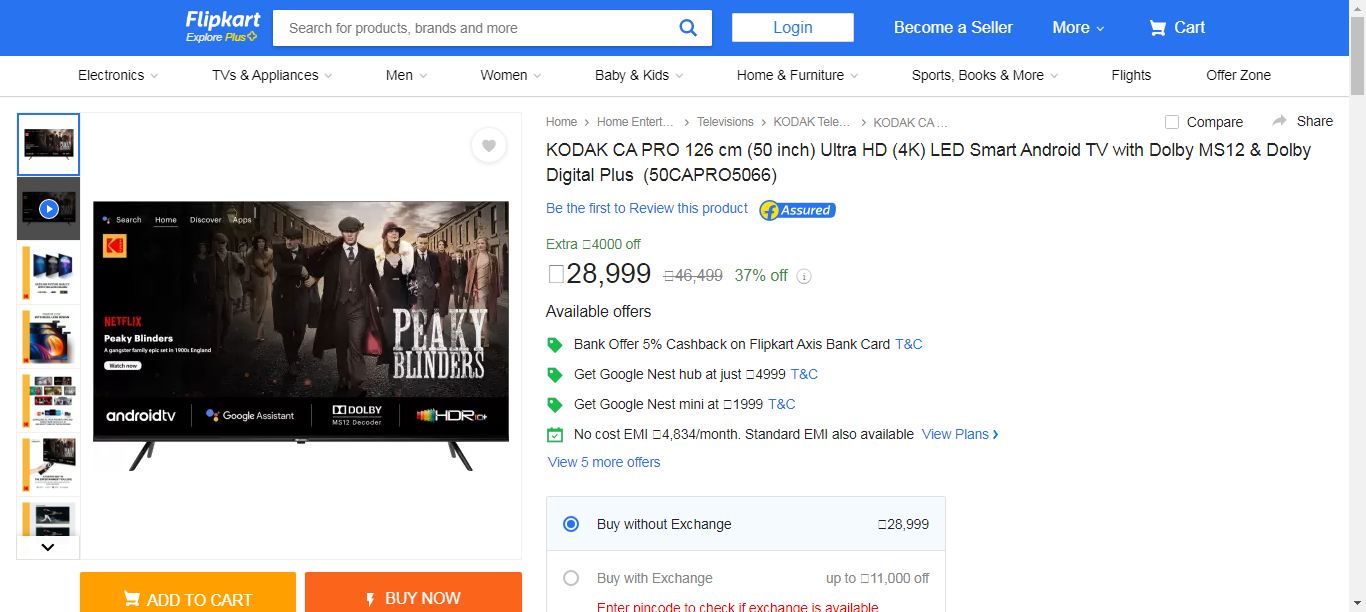 Flipkart
Explore Plus
Search for products, brands and more
Login
Become a Seller
More
Cart
Electronics
TVs & Appliances
Men
Women
Baby & Kids
Home & Furniture
Sports, Books & More
Flights
Offer Zone
Search Home Discover Apps
KODAK
NETFLIX
Peaky Blinders
A gangster family epic set in 1900s England
Watch now
PEAKY
BLINDERS
androidtv
Google Assistant
DOLBY
MS12 Decoder
HDR10+
ADD TO CART
BUY NOW
Home > Home Entert... > Televisions > KODAK Tele... > KODAK CA ...
Compare
Share
KODAK CA PRO 126 cm (50 inch) Ultra HD (4K) LED Smart Android TV with Dolby MS12 & Dolby
Digital Plus (50CAPRO5066)
Be the first to Review this product
Assured
Extra □4000 off
□28,999 □46,499 37% off i
Available offers
Bank Offer 5% Cashback on Flipkart Axis Bank Card T&C
Get Google Nest hub at just □4999 T&C
Get Google Nest mini at □1999 T&C
No cost EMI □4,834/month. Standard EMI also available View Plans >
View 5 more offers
Buy without Exchange □28,999
Buy with Exchange up to □11,000 off
Enter pincode to check if exchange is available